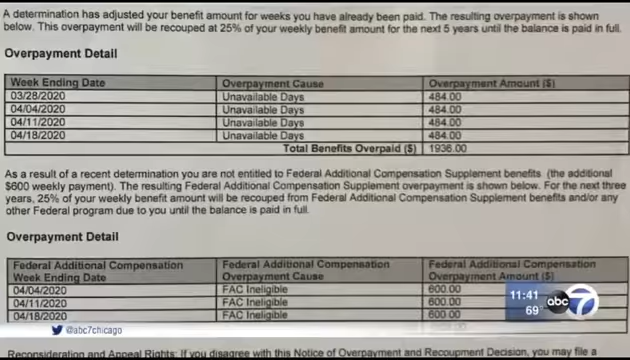 A determination has adjusted your benefit amount for weeks you have already been paid. The resulting overpayment is shown
below. This overpayment will be recouped at 25% of your weekly benefit amount for the next 5 years until the balance is paid in full.
Overpayment Detail
Week Ending Date Overpayment Cause Overpayment Amount ($)
03/28/2020 Unavailable Days 484.00
04/04/2020 Unavailable Days 484.00
04/11/2020 Unavailable Days 484.00
04/18/2020 Unavailable Days 484.00
Total Benefits Overpaid ($) 1936.00
As a result of a recent determination you are not entitled to Federal Additional Compensation Supplement benefits (the additional
$600 weekly payment). The resulting Federal Additional Compensation Supplement overpayment is shown below. For the next three
years, 25% of your weekly benefit amount will be recouped from Federal Additional Compensation Supplement benefits and/or any
other Federal program due to you until the balance is paid in full.
Overpayment Detail
Federal Additional Compensation Federal Additional Compensation Federal Additional Compensation
Week Ending Date Overpayment Cause Overpayment Amount ($)
04/04/2020 FAC Ineligible 600.00
04/11/2020 FAC Ineligible 600.00
04/18/2020 FAC Ineligible 600.00
11:41
69°
abc 7
@abc7chicago
Reconsideration and Appeal Rights: If you disagree with this Notice of Overpayment and Recoupment Decision, you may file a